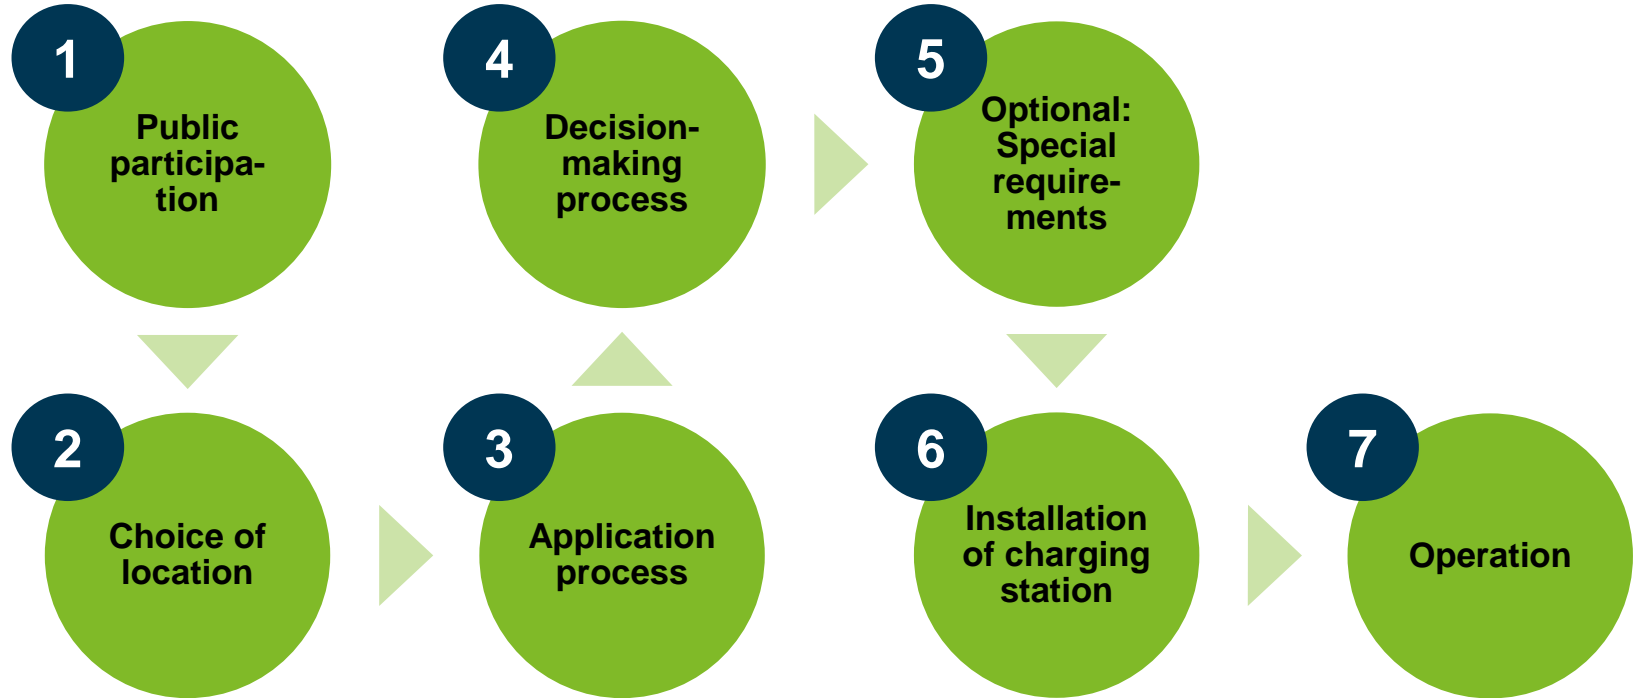 1
Public
participa-
tion
2
Choice of
location
3
Application
process
4
Decision-
making
process
5
Optional:
Special
require-
ments
6
Installation
of charging
station
7
Operation